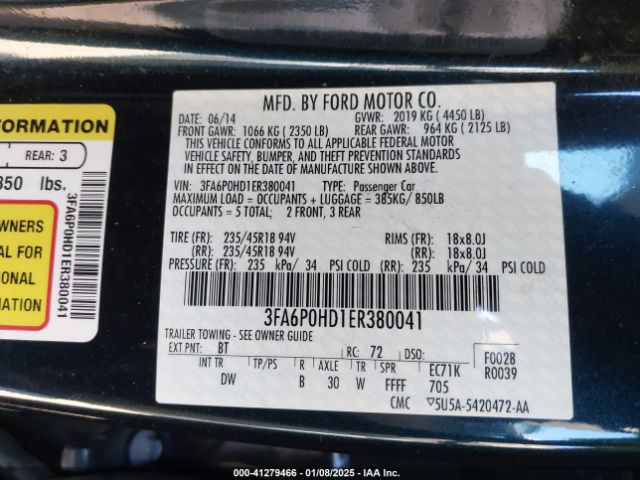 FORMATION
REAR: 3
850 lbs.
WNERS
AL FOR
IONAL
MATION
3FA6P0HD1ER380041
MFD. BY FORD MOTOR CO.
DATE: 06/14 GVWR: 2019 KG ( 4450 LB)
FRONT GAWR: 1066 KG ( 2350 LB) REAR GAWR: 964 KG ( 2125 LB)
THIS VEHICLE CONFORMS TO ALL APPLICABLE FEDERAL MOTOR
VEHICLE SAFETY, BUMPER, AND THEFT PREVENTION STANDARDS
IN EFFECT ON THE DATE OF MANUFACTURE SHOWN ABOVE.
VIN: 3FA6P0HD1ER380041 TYPE: Passenger Car
MAXIMUM LOAD = OCCUPANTS + LUGGAGE = 385KG/ 850LB
OCCUPANTS = 5 TOTAL; 2 FRONT, 3 REAR
TIRE (FR): 235/45R18 94V RIMS (FR): 18x8.0J
(RR): 235/45R18 94V (RR): 18x8.0J
PRESSURE (FR): 235 kPa/ 34 PSI COLD (RR): 235 kPa/ 34 PSI COLD
3FA6P0HD1ER380041
TRAILER TOWING - SEE OWNER GUIDE
EXT PNT: BT RC: 72 DSO: F0028
INT TR TP/PS R AXLE TR SPR EC71K R0039
DW B 30 W FFFF 705
CMC 5U5A-5420472-AA
000-41279466 - 01/08/2025 - IAA Inc.